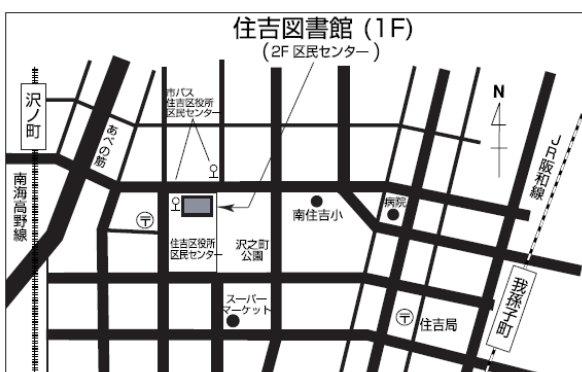 住吉図書館 (1F)
(2F 区民センター)
沢ノ町
市バス
住吉区役所
区民センター
あべの筋
N
JR阪和線
南海高野線
〒
住吉区役所
区民センター
沢之町
公園
南住吉小
病院
我孫子町
スーパー
マーケット
〒
住吉局